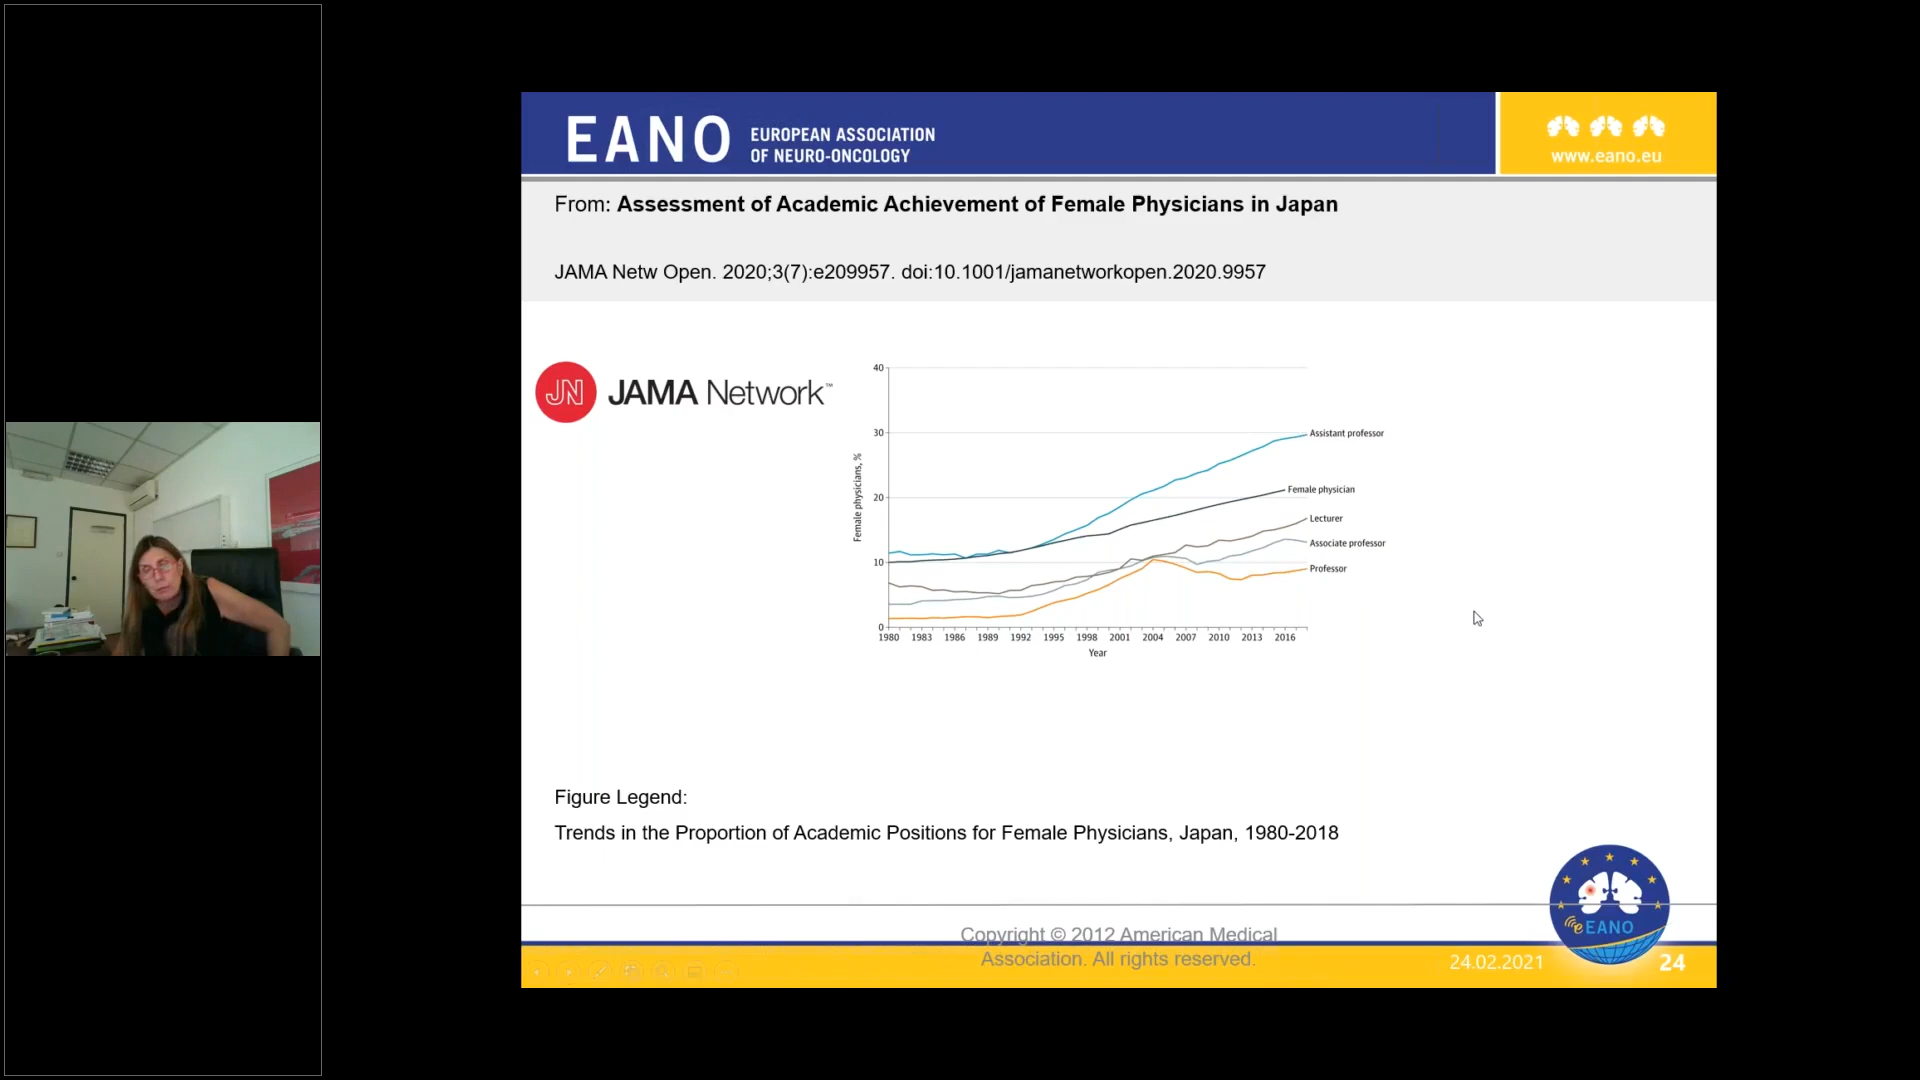 EANO
EUROPEAN ASSOCIATION
OF NEURO-ONCOLOGY
www.eano.eu
From: Assessment of Academic Achievement of Female Physicians in Japan
JAMA Netw Open. 2020;3(7):e209957. doi:10.1001/jamanetworkopen.2020.9957
JN JAMA Network™
40
30
20
10
0
Female physicians, %
Assistant professor
Female physician
Lecturer
Associate professor
Professor
1980 1983 1986 1989 1992 1995 1998 2001 2004 2007 2010 2013 2016
Year
Figure Legend:
Trends in the Proportion of Academic Positions for Female Physicians, Japan, 1980-2018
eEANO
Copyright © 2012 American Medical
Association. All rights reserved.
24.02.2021
24